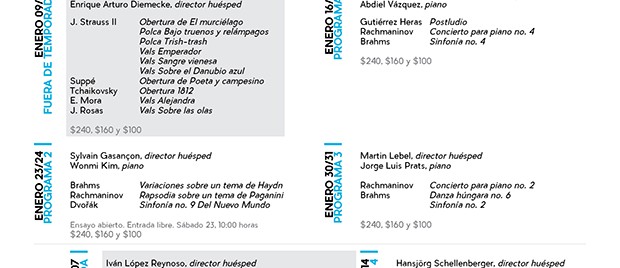 ENERO 09/
FUERA DE TEMPORAD
Enrique Arturo Diemecke, director huésped
J. Strauss II Obertura de El murciélago
Polca Bajo truenos y relámpagos
Polca Trish-trash
Vals Emperador
Vals Sangre vienesa
Vals Sobre el Danubio azul
Suppé Obertura de Poeta y campesino
Tchaikovsky Obertura 1812
E. Mora Vals Alejandra
J. Rosas Vals Sobre las olas
$240, $160 y $100
ENERO 16/
PROGRAMA
Abdiel Vázquez, piano
Gutiérrez Heras Postludio
Rachmaninov Concierto para piano no. 4
Brahms Sinfonía no. 4
$240, $160 y $100
ENERO 23/24
PROGRAMA 2
Sylvain Gasançon, director huésped
Wonmi Kim, piano
Brahms Variaciones sobre un tema de Haydn
Rachmaninov Rapsodia sobre un tema de Paganini
Dvořák Sinfonía no. 9 Del Nuevo Mundo
Ensayo abierto. Entrada libre. Sábado 23, 10:00 horas
$240, $160 y $100
ENERO 30/31
PROGRAMA 3
Martin Lebel, director huésped
Jorge Luis Prats, piano
Rachmaninov Concierto para piano no. 2
Brahms Danza húngara no. 6
Sinfonía no. 2
$240, $160 y $100
07
Iván López Reynoso, director huésped
14
4
Hansjörg Schellenberger, director huésped